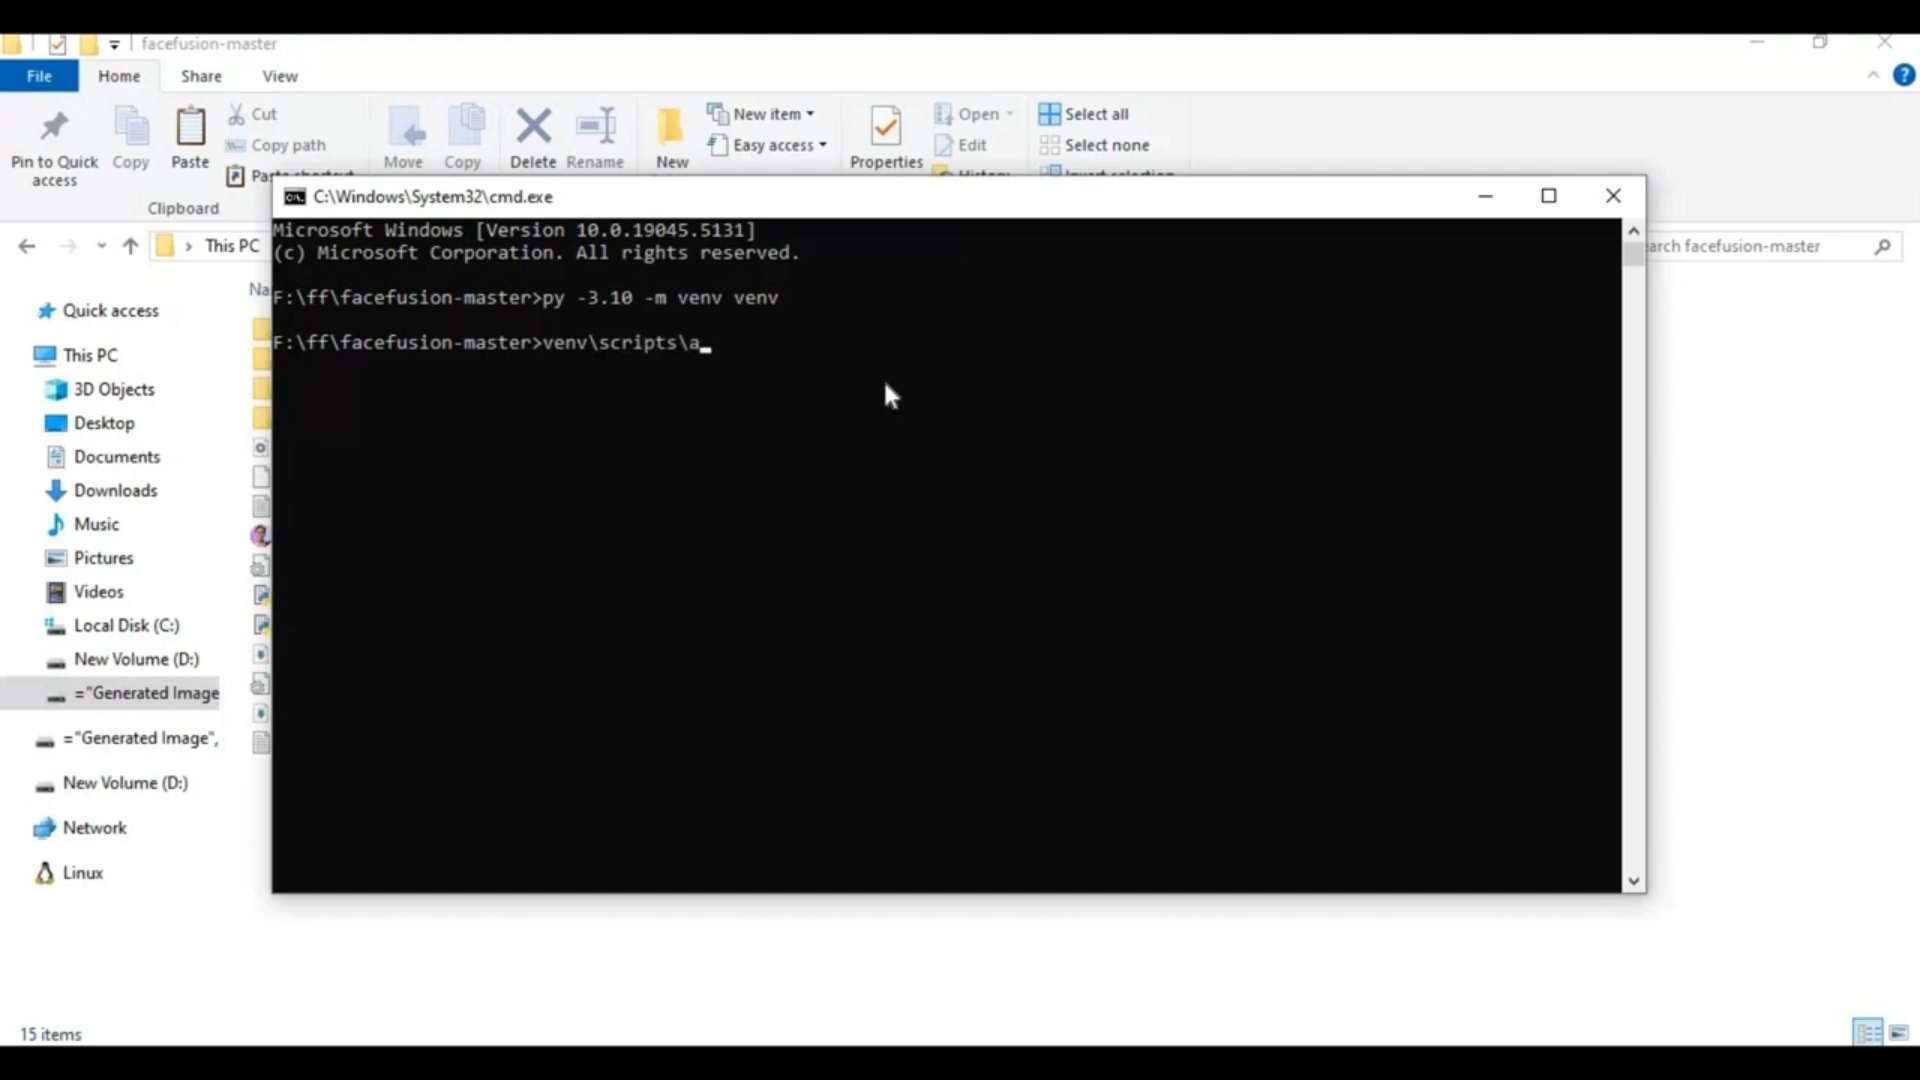 facefusion-master
File Home Share View
Pin to Quick access
Copy
Paste
Cut
Copy path
Paste shortcut
Clipboard
Move
Copy
Delete
Rename
New
New item
Easy access
Properties
Open
Edit
History
Select all
Select none
Invert selection
C:\Windows\System32\cmd.exe
This PC
arch facefusion-master
Na
Microsoft Windows [Version 10.0.19045.5131]
(c) Microsoft Corporation. All rights reserved.
F:\ff\facefusion-master>py -3.10 -m venv venv
F:\ff\facefusion-master>venv\scripts\a
Quick access
This PC
3D Objects
Desktop
Documents
Downloads
Music
Pictures
Videos
Local Disk (C:)
New Volume (D:)
="Generated Image
="Generated Image",
New Volume (D:)
Network
Linux
15 items